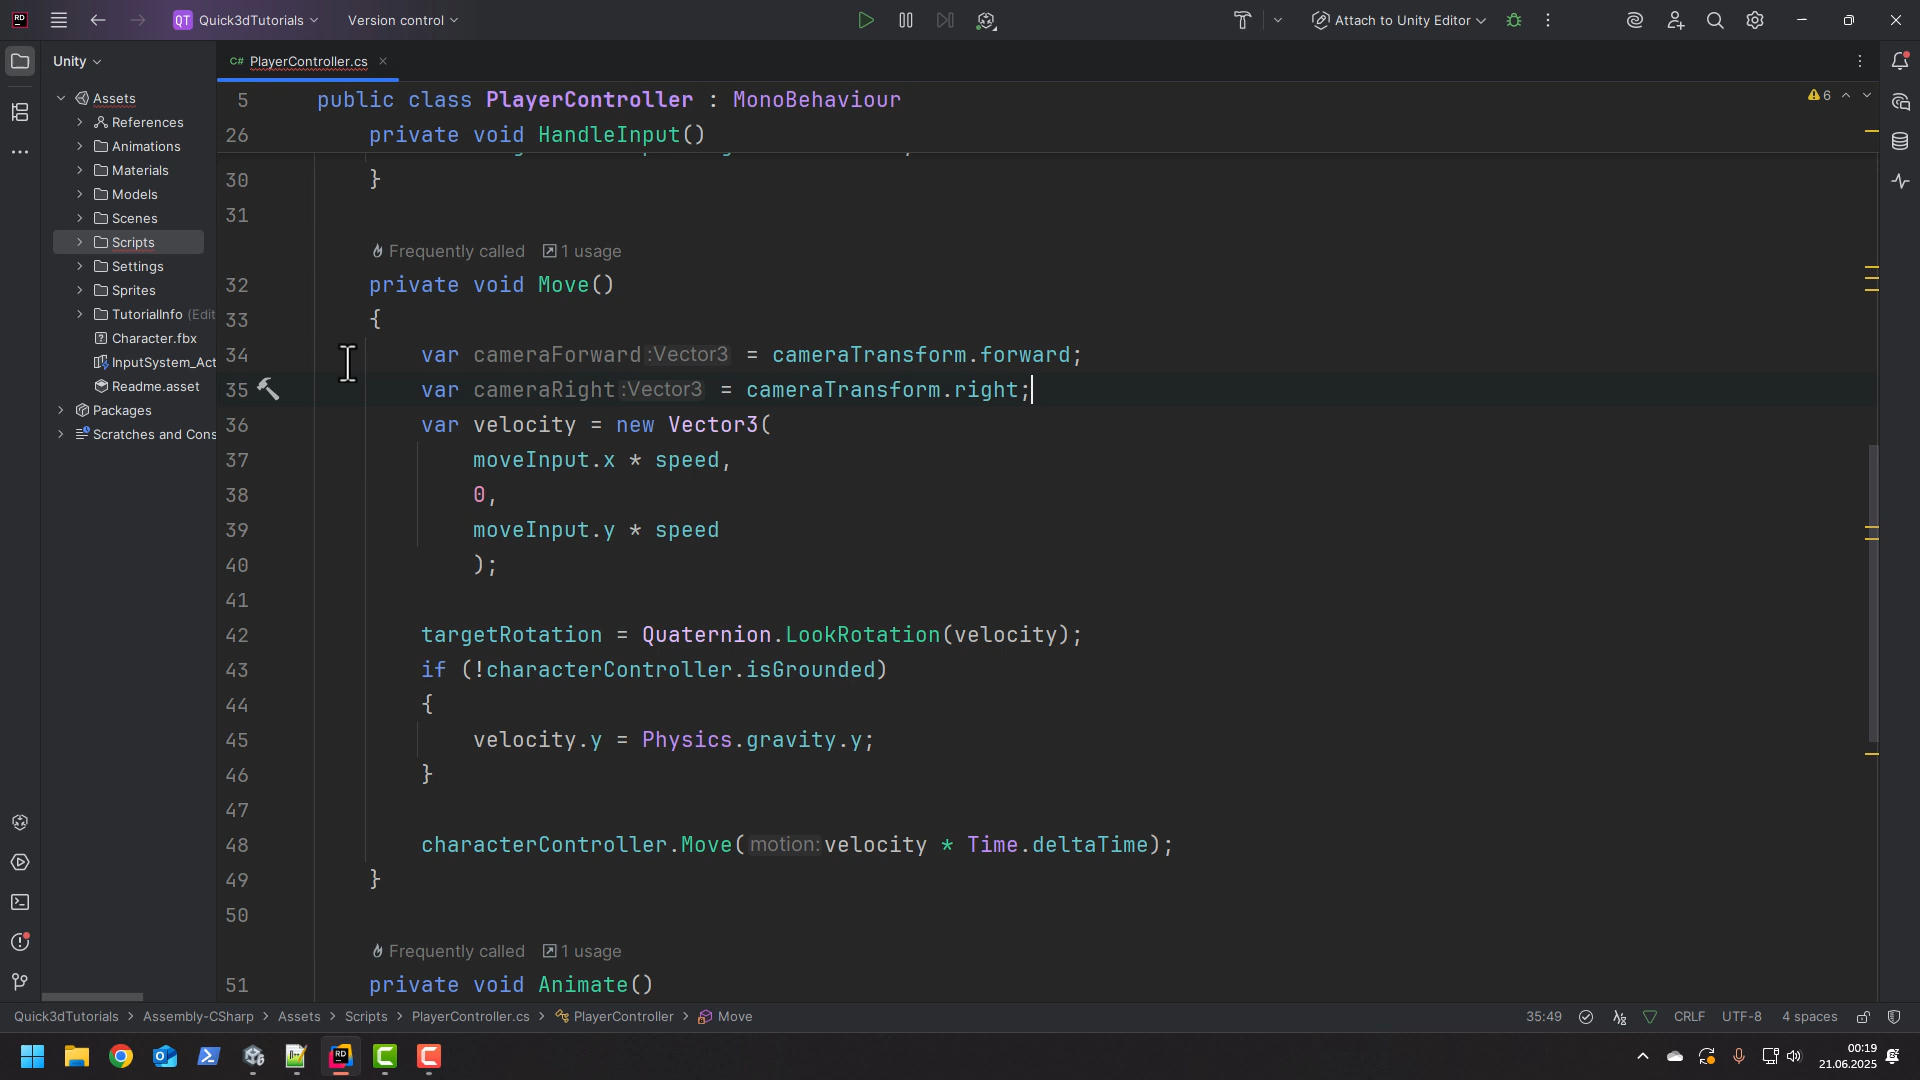 QT Quick3dTutorials Version control Attach to Unity Editor
Unity
C# PlayerController.cs
Assets
References
Animations
Materials
Models
Scenes
Scripts
Settings
Sprites
TutorialInfo (Edit
Character.fbx
InputSystem_Act
Readme.asset
Packages
Scratches and Cons
5 public class PlayerController : MonoBehaviour
6
26 private void HandleInput()
30 }
31
Frequently called 1 usage
32 private void Move()
33 {
34 var cameraForward :Vector3 = cameraTransform.forward;
35 var cameraRight :Vector3 = cameraTransform.right;
36 var velocity = new Vector3(
37 moveInput.x * speed,
38 0,
39 moveInput.y * speed
40 );
41
42 targetRotation = Quaternion.LookRotation(velocity);
43 if (!characterController.isGrounded)
44 {
45 velocity.y = Physics.gravity.y;
46 }
47
48 characterController.Move( motion: velocity * Time.deltaTime);
49 }
50
Frequently called 1 usage
51 private void Animate()
Quick3dTutorials > Assembly-CSharp > Assets > Scripts > PlayerController.cs > PlayerController > Move 35:49 CRLF UTF-8 4 spaces
00:19
21.06.2025